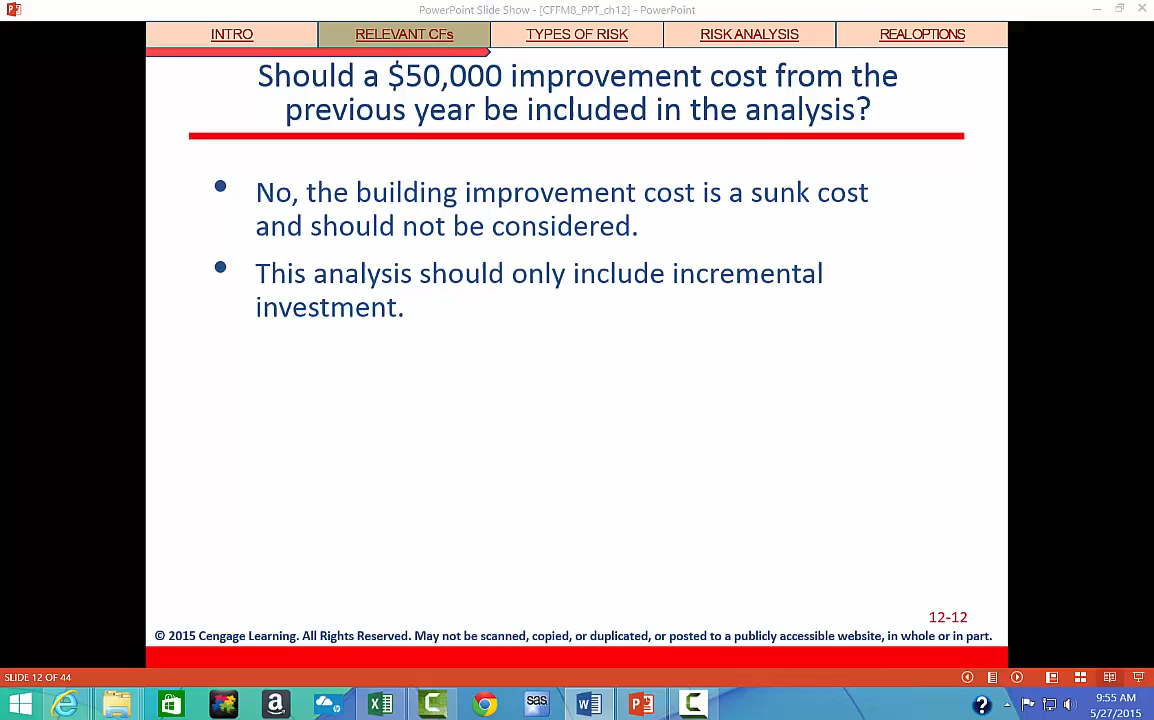 PowerPoint Slide Show - [CFFM8_PPT_ch12] - PowerPoint
INTRO
RELEVANT CFs
TYPES OF RISK
RISK ANALYSIS
REAL OPTIONS
Should a $50,000 improvement cost from the
previous year be included in the analysis?
• No, the building improvement cost is a sunk cost
and should not be considered.
• This analysis should only include incremental
investment.
12-12
© 2015 Cengage Learning. All Rights Reserved. May not be scanned, copied, or duplicated, or posted to a publicly accessible website, in whole or in part.
SLIDE 12 OF 44
sas
9:55 AM
5/27/2015